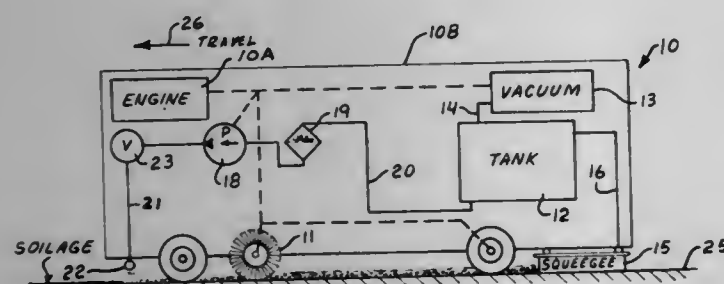 26
TRAVEL
10A
10B
10
ENGINE
VACUUM
13
14
19
P
V
23
18
TANK
20
16
12
21
11
SOILAGE
22
SQUEEGEE
15
25